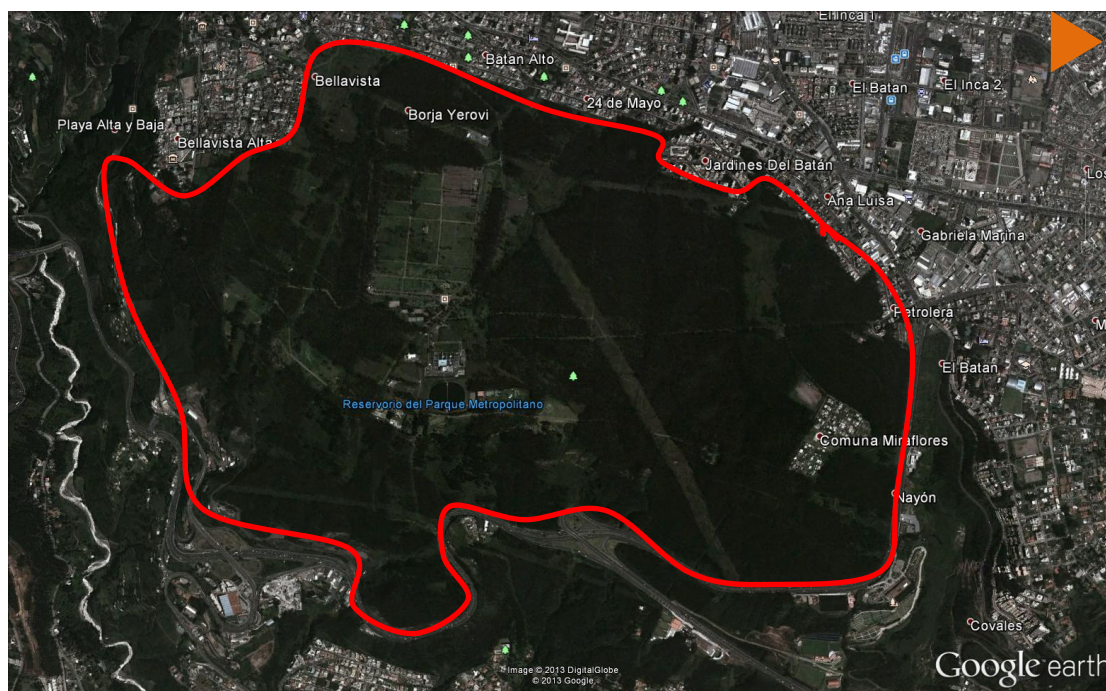 El Inca 1
Batan Alto
Bellavista
El Batan
El Inca 2
24 de Mayo
Borja Yerovi
Playa Alta y Baja
Bellavista Alta
Jardines Del Batán
Los
Ana Luisa
Gabriela Marina
Petrolera
M
El Batan
Reservorio del Parque Metropolitano
Comuna Miraflores
Nayón
Covales
Image © 2013 DigitalGlobe
© 2013 Google
Google earth